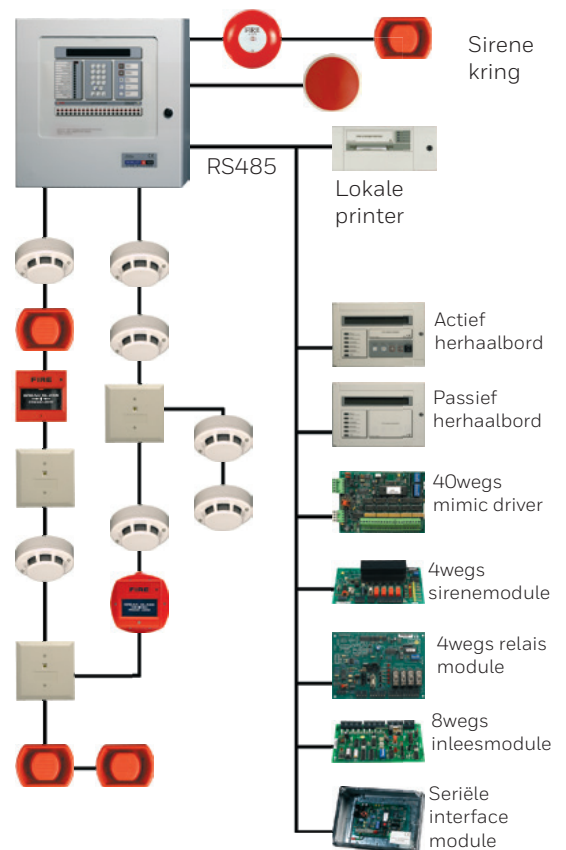 Sirene
kring
RS485
Lokale
printer
Actief
herhaalbord
Passief
herhaalbord
40wegs
mimic driver
4wegs
sirenemodule
4wegs relais
module
8wegs
inleesmodule
Seriële
interface
module
FIRE
FIRE
FIRE